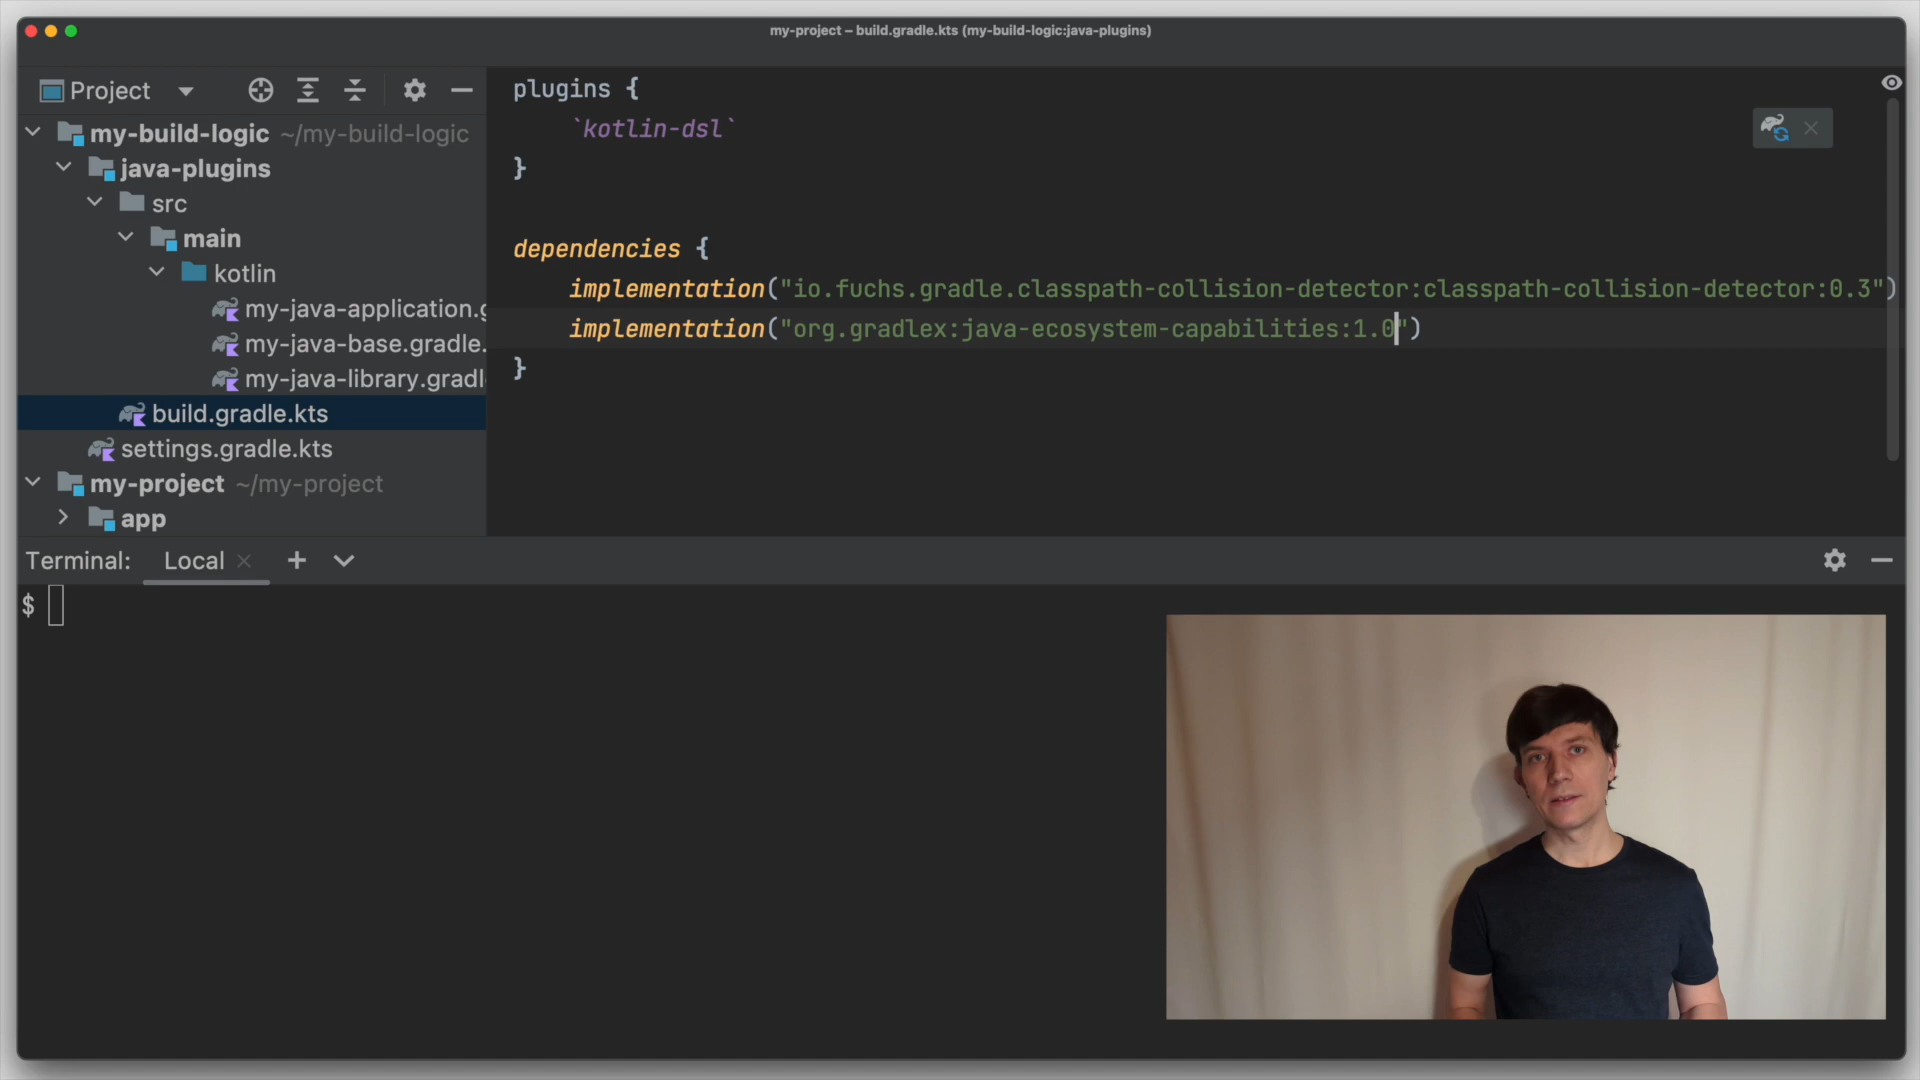 my-project – build.gradle.kts (my-build-logic:java-plugins)
Project
my-build-logic ~/my-build-logic
java-plugins
src
main
kotlin
my-java-application.g
my-java-base.gradle.
my-java-library.gradl
build.gradle.kts
settings.gradle.kts
my-project ~/my-project
app
plugins {
`kotlin-dsl`
}
dependencies {
implementation("io.fuchs.gradle.classpath-collision-detector:classpath-collision-detector:0.3")
implementation("org.gradlex:java-ecosystem-capabilities:1.0")
}
Terminal: Local
$